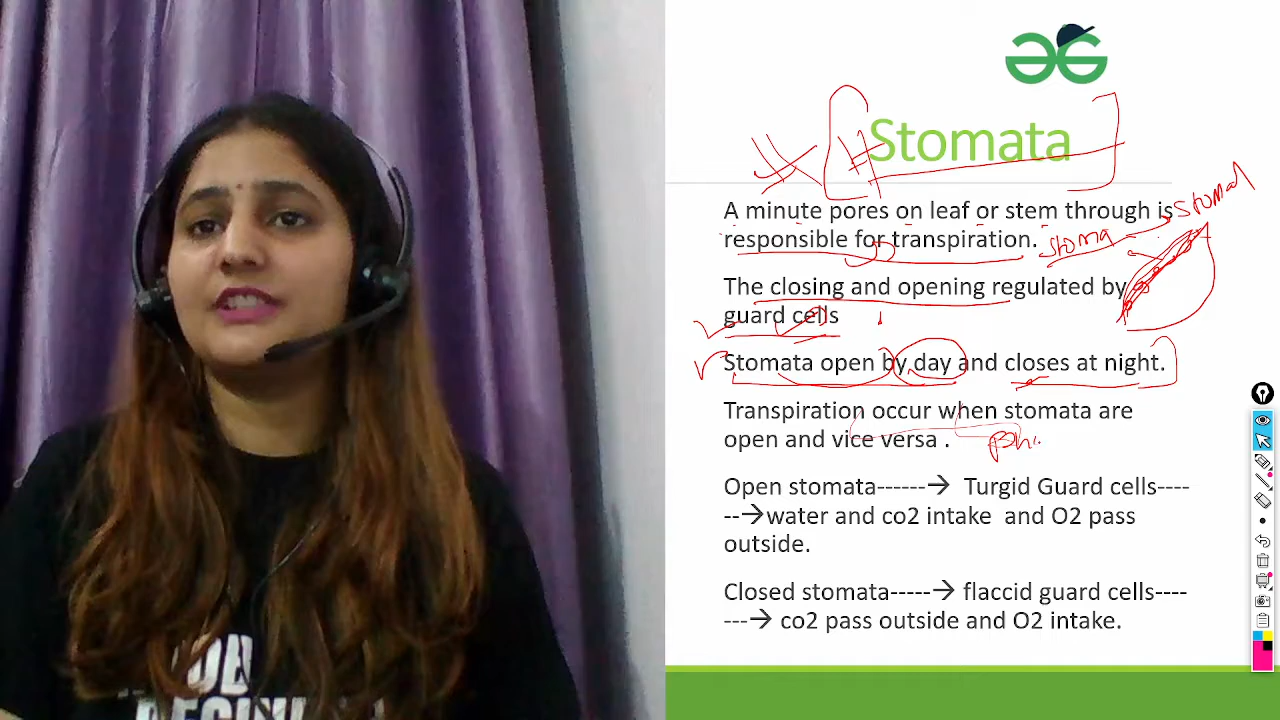 Stomata
A minute pores on leaf or stem through is
responsible for transpiration.
stoma
stomal
The closing and opening regulated by
guard cells
Stomata open by day and closes at night.
Transpiration occur when stomata are
open and vice versa .
Open stomata------→ Turgid Guard cells-----
--→water and co2 intake and O2 pass
outside.
Closed stomata-----→ flaccid guard cells----
---→ co2 pass outside and O2 intake.